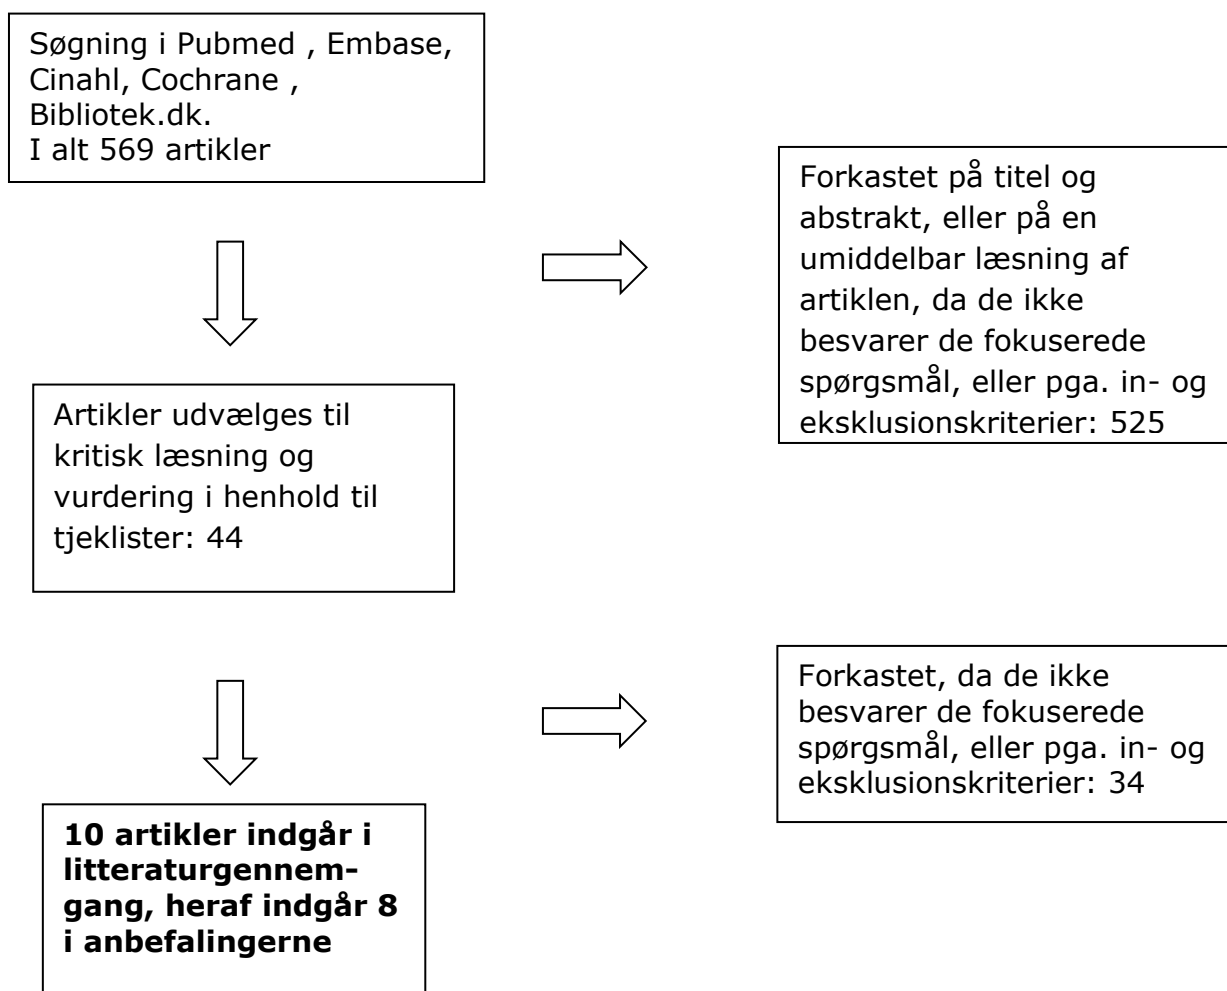 Søgning i Pubmed , Embase,
Cinahl, Cochrane ,
Bibliotek.dk.
I alt 569 artikler
Forkastet på titel og
abstrakt, eller på en
umiddelbar læsning af
artiklen, da de ikke
besvarer de fokuserede
spørgsmål, eller pga. in- og
eksklusionskriterier: 525
Artikler udvælges til
kritisk læsning og
vurdering i henhold til
tjeklister: 44
Forkastet, da de ikke
besvarer de fokuserede
spørgsmål, eller pga. in- og
eksklusionskriterier: 34
10 artikler indgår i
litteraturgennem-
gang, heraf indgår 8
i anbefalingerne